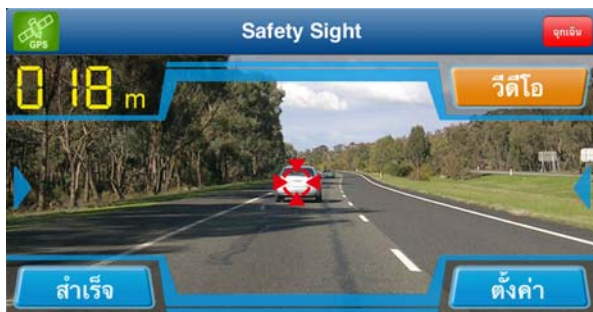 GPS
Safety Sight
ฉุกเฉิน
018 m
วีดีโอ
สำเร็จ
ตั้งค่า